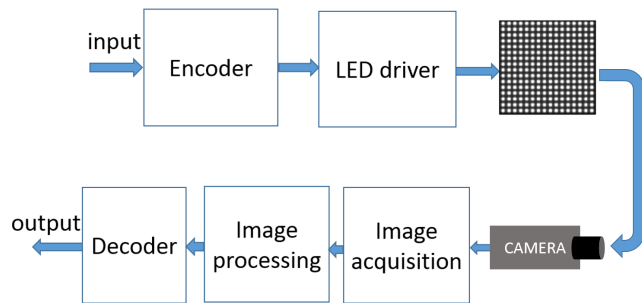 input
Encoder
LED driver
CAMERA
Image
acquisition
Image
processing
Decoder
output